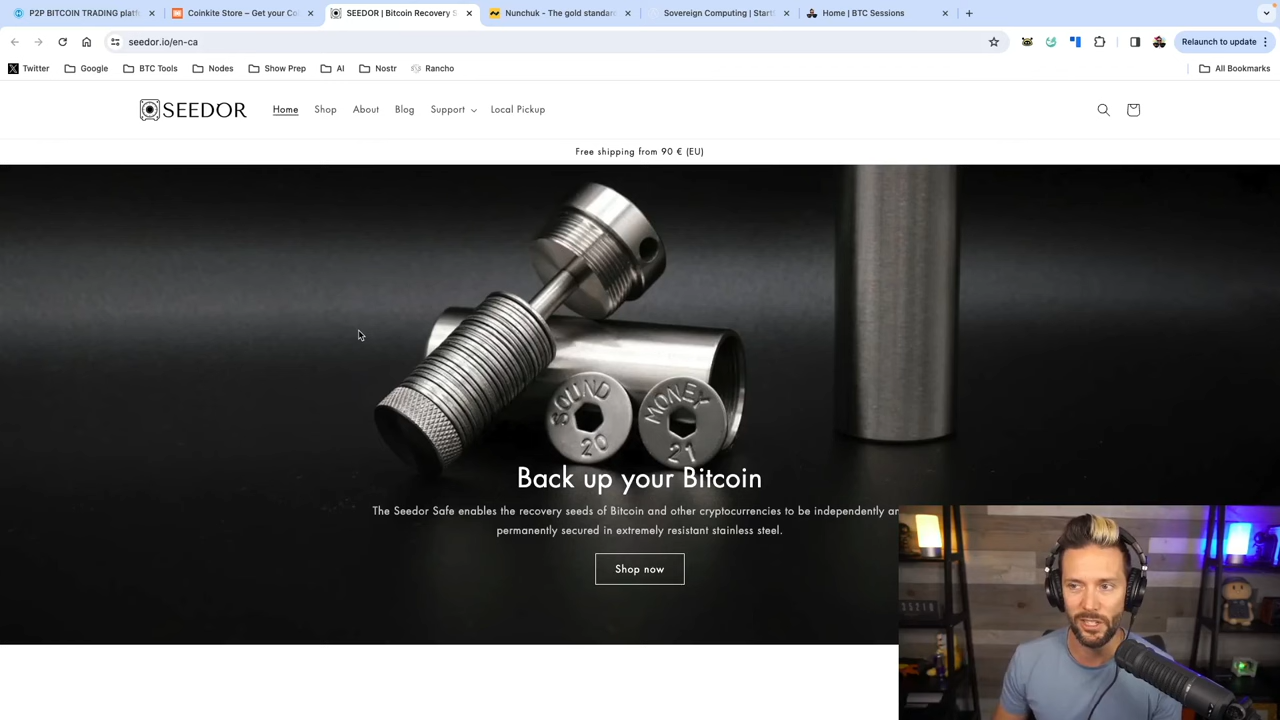 P2P BITCOIN TRADING platf
Coinkite Store – Get your Co
SEEDOR | Bitcoin Recovery S
Nunchuk - The gold standard
Sovereign Computing | Start
Home | BTC Sessions
seedor.io/en-ca
Relaunch to update
Twitter
Google
BTC Tools
Nodes
Show Prep
AI
Nostr
Rancho
All Bookmarks
SEEDOR
Home
Shop
About
Blog
Support
Local Pickup
Free shipping from 90 € (EU)
SOUND
20
MONEY
21
Back up your Bitcoin
The Seedor Safe enables the recovery seeds of Bitcoin and other cryptocurrencies to be independently
permanently secured in extremely resistant stainless steel.
Shop now